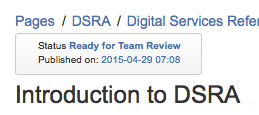 Pages / DSRA / Digital Services Refe
Status Ready for Team Review
Published on: 2015-04-29 07:08
Introduction to DSRA